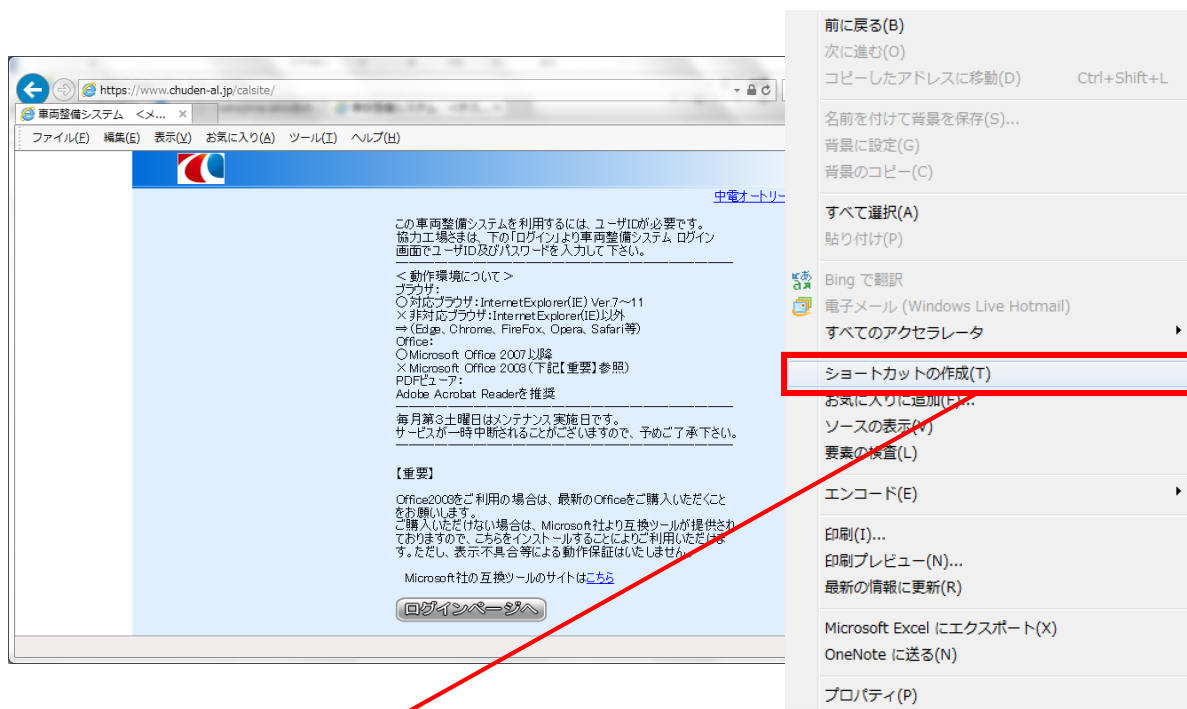 https://www.chuden-al.jp/calsite/
車両整備システム <メ...
ファイル(F) 編集(E) 表示(V) お気に入り(A) ツール(T) ヘルプ(H)
中電オートリー
この車両整備システムを利用するには、ユーザIDが必要です。
協力工場さまは、下の「ログイン」より車両整備システム ログイン
画面でユーザID及びパスワードを入力して下さい。
＜動作環境について＞
ブラウザ:
○対応ブラウザ:InternetExplorer(IE) Ver.7～11
×非対応ブラウザ:InternetExplorer(IE)以外
⇒(Edge、Chrome、FireFox、Opera、Safari等)
Office:
○Microsoft Office 2007以降
×Microsoft Office 2003(下記【重要】参照)
PDFビューア:
Adobe Acrobat Readerを推奨
毎月第3土曜日はメンテナンス実施日です。
サービスが一時中断されることがございますので、予めご了承下さい。
【重要】
Office2003をご利用の場合は、最新のOfficeをご購入いただくこと
をお願いします。
ご購入いただけない場合は、Microsoft社より互換ツールが提供され
ておりますので、こちらをインストールすることによりご利用いただけま
す。ただし、表示不具合等による動作保証はいたしません。
Microsoft社の互換ツールのサイトはこちら
ログインページへ
前に戻る(B)
次に進む(O)
コピーしたアドレスに移動(D) Ctrl+Shift+L
名前を付けて背景を保存(S)...
背景に設定(G)
背景のコピー(C)
すべて選択(A)
貼り付け(P)
Bing で翻訳
電子メール (Windows Live Hotmail)
すべてのアクセラレータ
ショートカットの作成(T)
お気に入りに追加(F)...
ソースの表示(V)
要素の検査(L)
エンコード(E)
印刷(I)...
印刷プレビュー(N)...
最新の情報に更新(R)
Microsoft Excel にエクスポート(X)
OneNote に送る(N)
プロパティ(P)